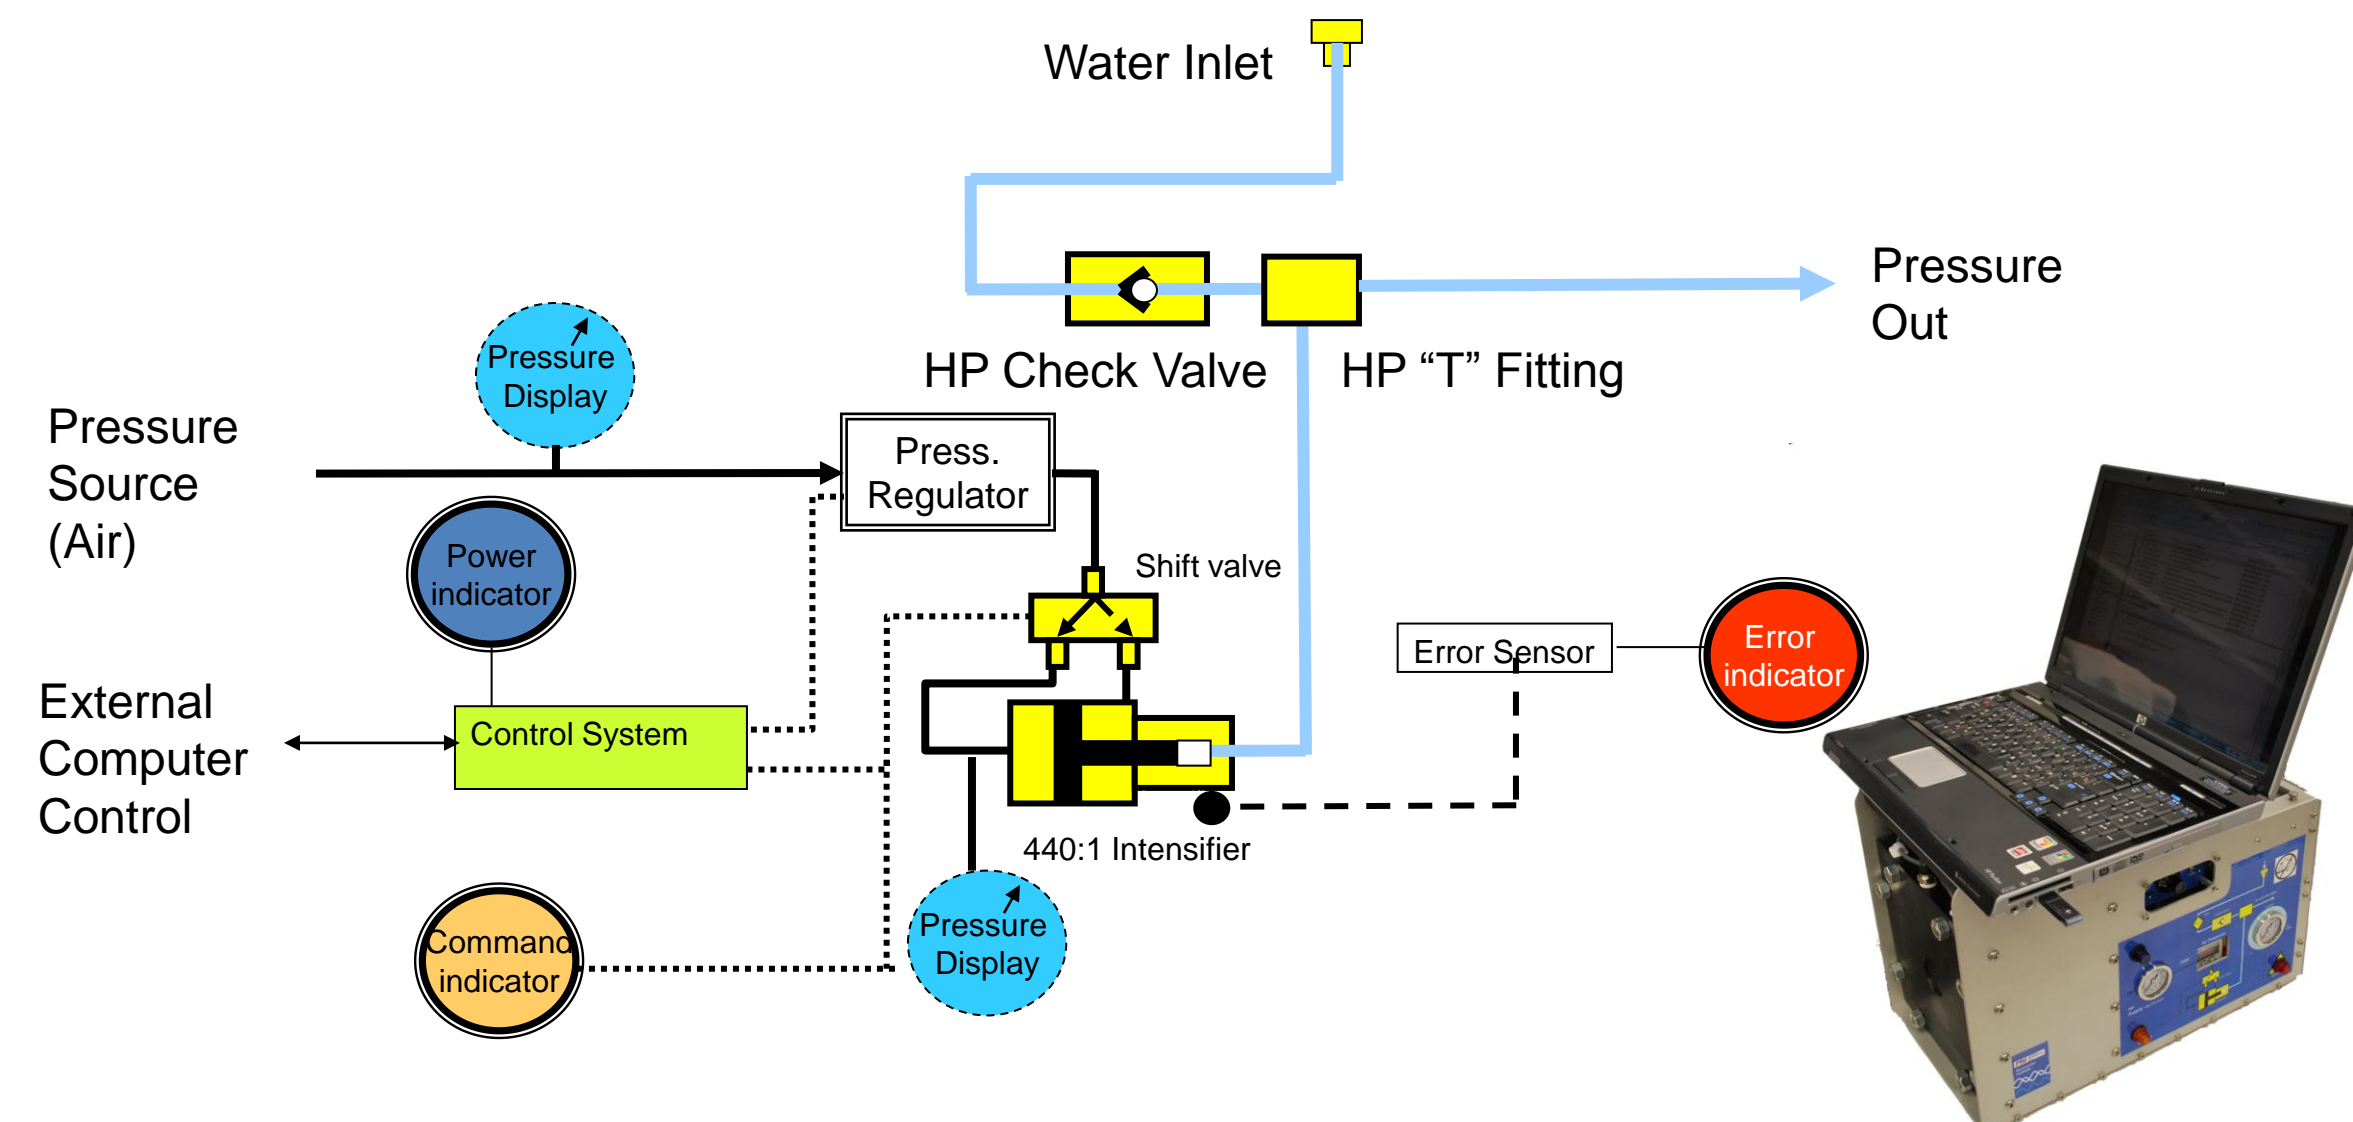 Water Inlet
Pressure
Out
HP Check Valve
HP “T” Fitting
Pressure
Display
Pressure
Source
(Air)
Press.
Regulator
Power
indicator
Shift valve
Error Sensor
Error
indicator
External
Computer
Control
Control System
440:1 Intensifier
Command
indicator
Pressure
Display